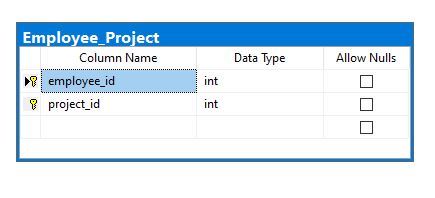 Employee_Project
Column Name Data Type Allow Nulls
employee_id int
project_id int